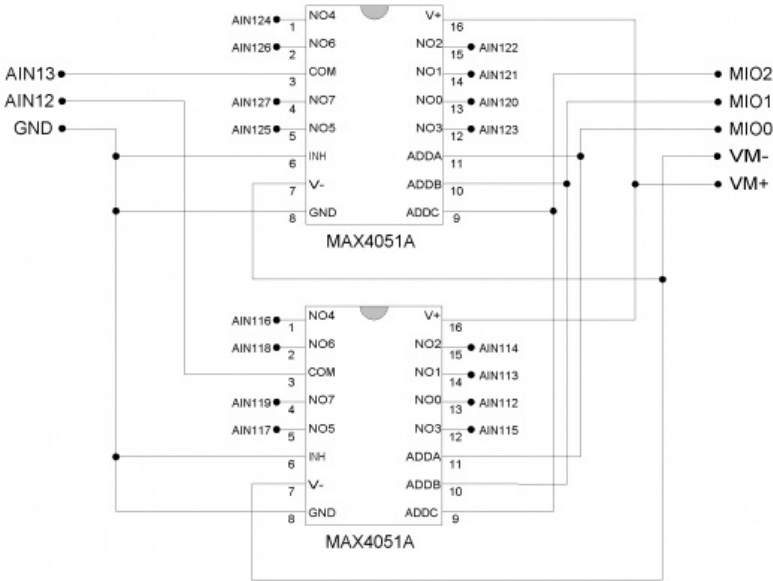 AIN124 1 NO4 V+ 16
AIN126 2 NO6 NO2 15 AIN122
AIN13 3 COM NO1 14 AIN121 MIO2
AIN12 AIN127 4 NO7 NO0 13 AIN120 MIO1
GND AIN125 5 NO5 NO3 12 AIN123 MIO0
6 INH ADDA 11 VM-
7 V- ADDB 10 VM+
8 GND ADDC 9
MAX4051A
AIN116 1 NO4 V+ 16
AIN118 2 NO6 NO2 15 AIN114
3 COM NO1 14 AIN113
AIN119 4 NO7 NO0 13 AIN112
AIN117 5 NO5 NO3 12 AIN115
6 INH ADDA 11
7 V- ADDB 10
8 GND ADDC 9
MAX4051A